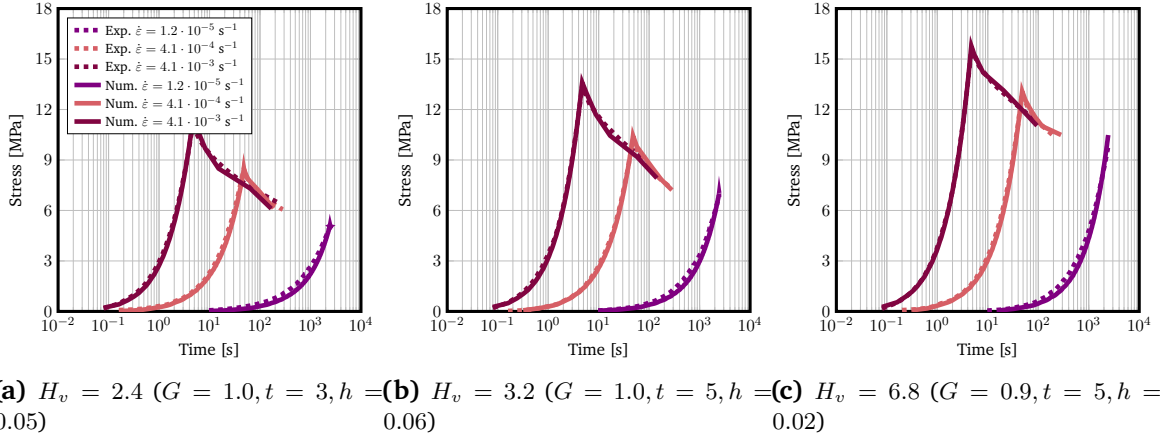 18
15
12
9
6
3
0
Stress [MPa]
Exp. ε̇ = 1.2 · 10⁻⁵ s⁻¹
Exp. ε̇ = 4.1 · 10⁻⁴ s⁻¹
Exp. ε̇ = 4.1 · 10⁻³ s⁻¹
Num. ε̇ = 1.2 · 10⁻⁵ s⁻¹
Num. ε̇ = 4.1 · 10⁻⁴ s⁻¹
Num. ε̇ = 4.1 · 10⁻³ s⁻¹
10⁻² 10⁻¹ 10⁰ 10¹ 10² 10³ 10⁴
Time [s]
(a) H_v = 2.4 (G = 1.0, t = 3, h =
0.05)
18
15
12
9
6
3
0
Stress [MPa]
10⁻² 10⁻¹ 10⁰ 10¹ 10² 10³ 10⁴
Time [s]
(b) H_v = 3.2 (G = 1.0, t = 5, h =
0.06)
18
15
12
9
6
3
0
Stress [MPa]
10⁻² 10⁻¹ 10⁰ 10¹ 10² 10³ 10⁴
Time [s]
(c) H_v = 6.8 (G = 0.9, t = 5, h =
0.02)